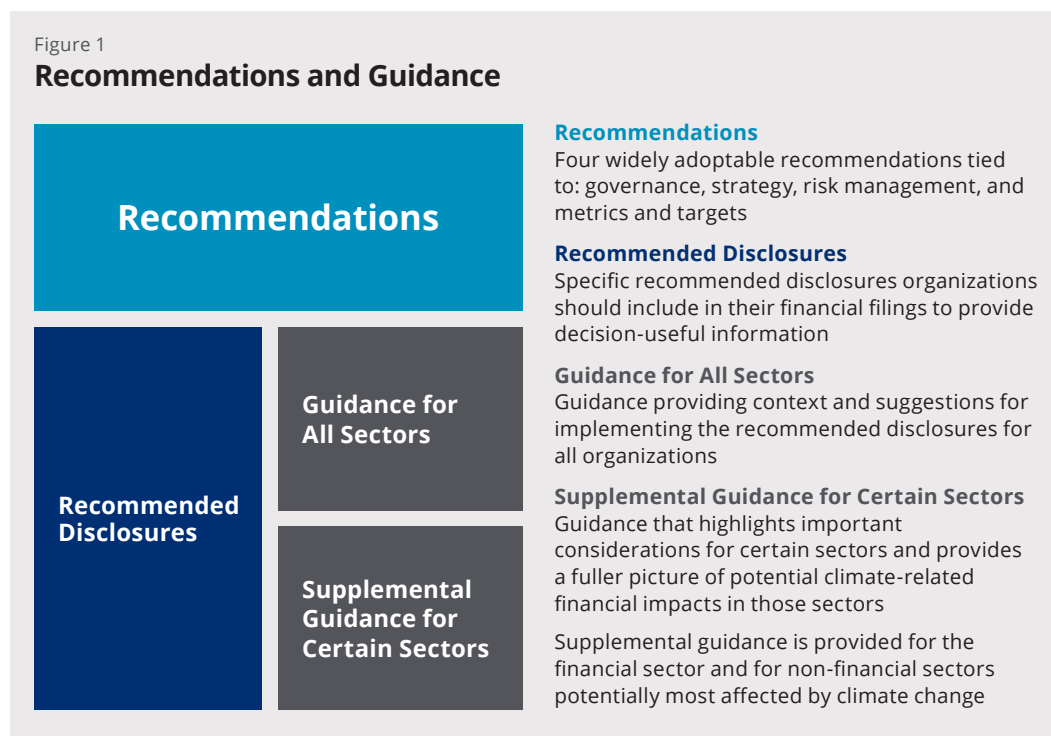 Figure 1
Recommendations and Guidance
Recommendations
Recommended
Disclosures
Guidance for
All Sectors
Supplemental
Guidance for
Certain Sectors
Recommendations
Four widely adoptable recommendations tied
to: governance, strategy, risk management, and
metrics and targets
Recommended Disclosures
Specific recommended disclosures organizations
should include in their financial filings to provide
decision-useful information
Guidance for All Sectors
Guidance providing context and suggestions for
implementing the recommended disclosures for
all organizations
Supplemental Guidance for Certain Sectors
Guidance that highlights important
considerations for certain sectors and provides
a fuller picture of potential climate-related
financial impacts in those sectors
Supplemental guidance is provided for the
financial sector and for non-financial sectors
potentially most affected by climate change